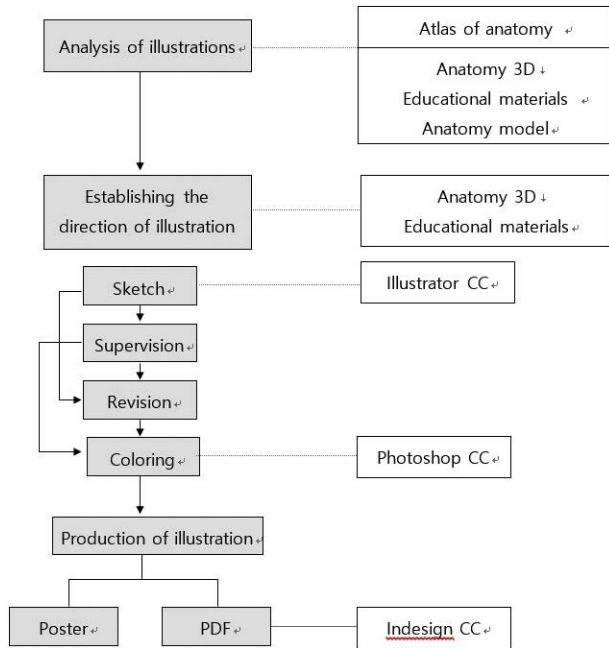 Analysis of illustrations
Atlas of anatomy
Anatomy 3D
Educational materials
Anatomy model
Establishing the
direction of illustration
Anatomy 3D
Educational materials
Sketch
Illustrator CC
Supervision
Revision
Coloring
Photoshop CC
Production of illustration
Poster
PDF
Indesign CC